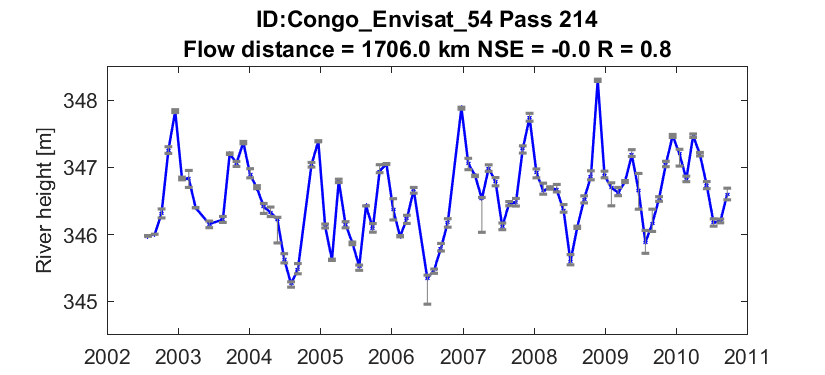 ID:Congo_Envisat_54 Pass 214
Flow distance = 1706.0 km NSE = -0.0 R = 0.8
River height [m]
348
347
346
345
2002 2003 2004 2005 2006 2007 2008 2009 2010 2011